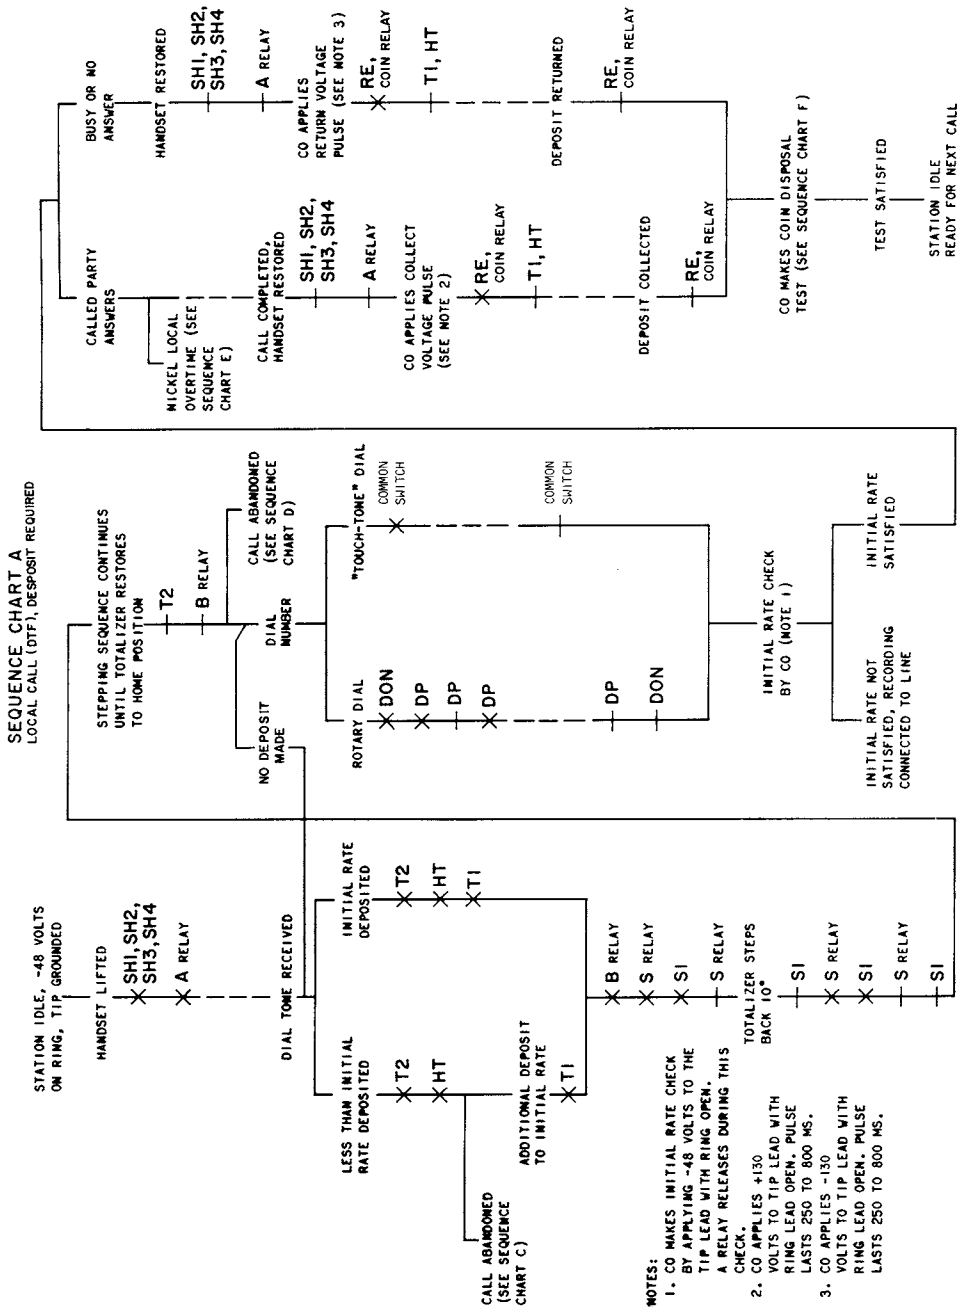 SEQUENCE CHART A
LOCAL CALL (DTF), DESPOSIT REQUIRED
STATION IDLE, -48 VOLTS
ON RING, TIP GROUNDED
HANDSET LIFTED
SH1, SH2,
SH3, SH4
A RELAY
DIAL TONE RECEIVED
LESS THAN INITIAL
RATE DEPOSITED
T2
HT
CALL ABANDONED
(SEE SEQUENCE
CHART C)
ADDITIONAL DEPOSIT
TO INITIAL RATE
T1
INITIAL RATE
DEPOSITED
T2
HT
T1
B RELAY
S RELAY
S1
S RELAY
TOTALIZER STEPS
BACK 10°
S1
S RELAY
S1
S RELAY
S1
NOTES:
1. CO MAKES INITIAL RATE CHECK
BY APPLYING -48 VOLTS TO THE
TIP LEAD WITH RING OPEN.
A RELAY RELEASES DURING THIS
CHECK.
2. CO APPLIES +130
VOLTS TO TIP LEAD WITH
RING LEAD OPEN. PULSE
LASTS 250 TO 800 MS.
3. CO APPLIES -130
VOLTS TO TIP LEAD WITH
RING LEAD OPEN. PULSE
LASTS 250 TO 800 MS.
STEPPING SEQUENCE CONTINUES
UNTIL TOTALIZER RESTORES
TO HOME POSITION
T2
B RELAY
NO DEPOSIT
MADE
DIAL
NUMBER
CALL ABANDONED
(SEE SEQUENCE
CHART D)
ROTARY DIAL
DON
DP
DP
DP
DP
DON
"TOUCH-TONE" DIAL
COMMON
SWITCH
COMMON
SWITCH
INITIAL RATE CHECK
BY CO (NOTE 1)
INITIAL RATE NOT
SATISFIED, RECORDING
CONNECTED TO LINE
INITIAL RATE
SATISFIED
CALLED PARTY
ANSWERS
NICKEL LOCAL
OVERTIME (SEE
SEQUENCE
CHART E)
CALL COMPLETED,
HANDSET RESTORED
SH1, SH2,
SH3, SH4
A RELAY
CO APPLIES COLLECT
VOLTAGE PULSE
(SEE NOTE 2)
RE,
COIN RELAY
T1, HT
DEPOSIT COLLECTED
RE,
COIN RELAY
BUSY OR NO
ANSWER
HANDSET RESTORED
SH1, SH2,
SH3, SH4
A RELAY
CO APPLIES
RETURN VOLTAGE
PULSE (SEE NOTE 3)
RE,
COIN RELAY
T1, HT
DEPOSIT RETURNED
RE,
COIN RELAY
CO MAKES COIN DISPOSAL
TEST (SEE SEQUENCE CHART F)
TEST SATISFIED
STATION IDLE
READY FOR NEXT CALL